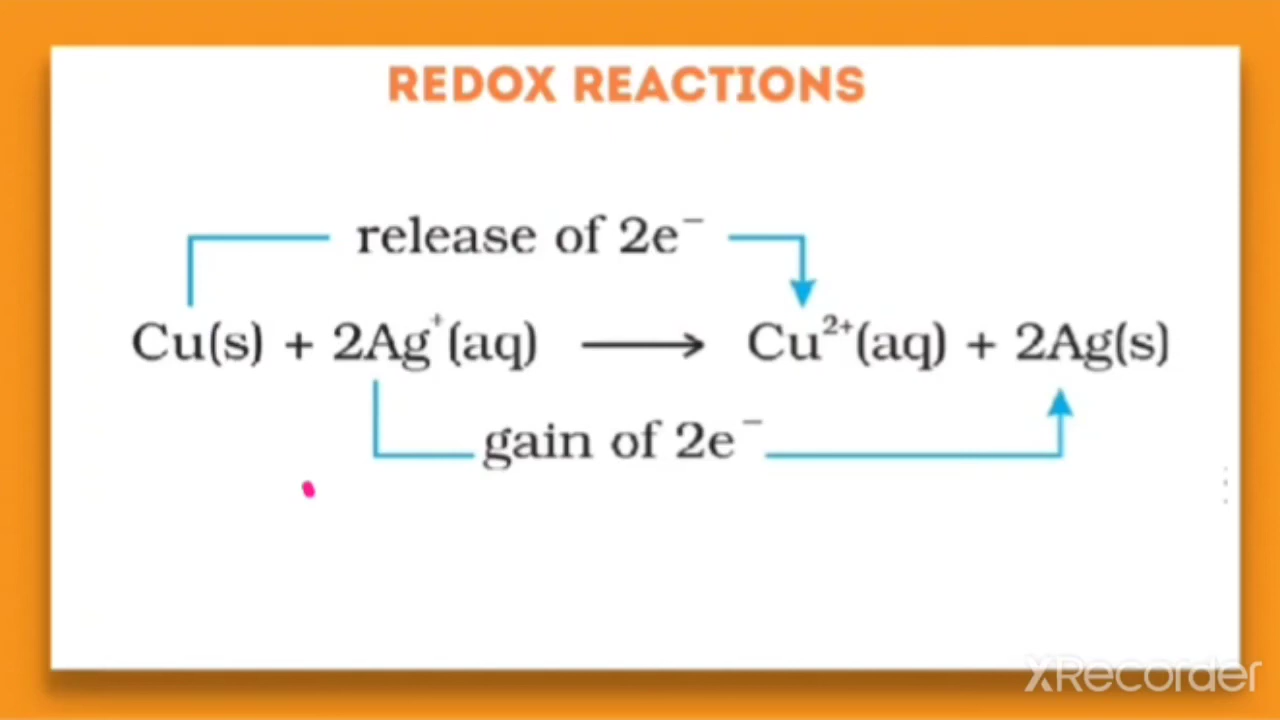 REDOX REACTIONS
release of 2e⁻
Cu(s) + 2Ag⁺(aq) ⟶ Cu²⁺(aq) + 2Ag(s)
gain of 2e⁻
XRecorder